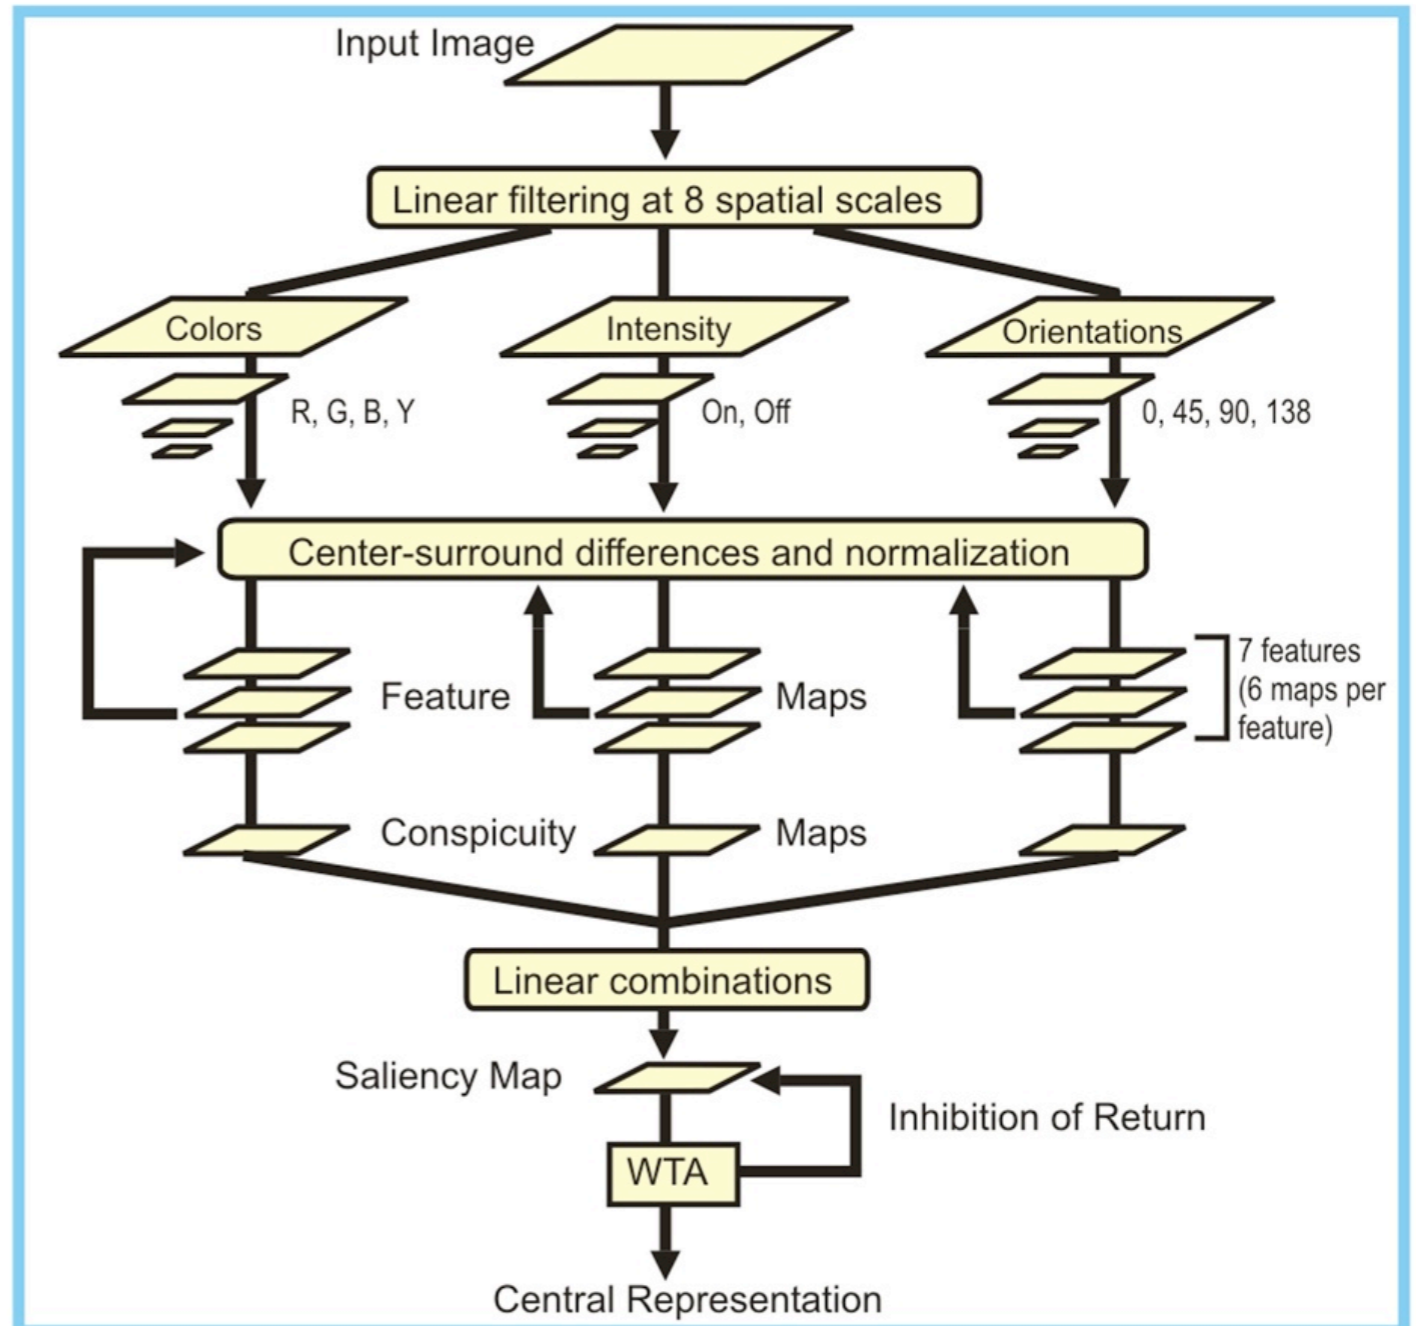 Input Image
Linear filtering at 8 spatial scales
Colors
Intensity
Orientations
R, G, B, Y
On, Off
0, 45, 90, 138
Center-surround differences and normalization
Feature
Maps
7 features
(6 maps per
feature)
Conspicuity
Maps
Linear combinations
Saliency Map
Inhibition of Return
WTA
Central Representation